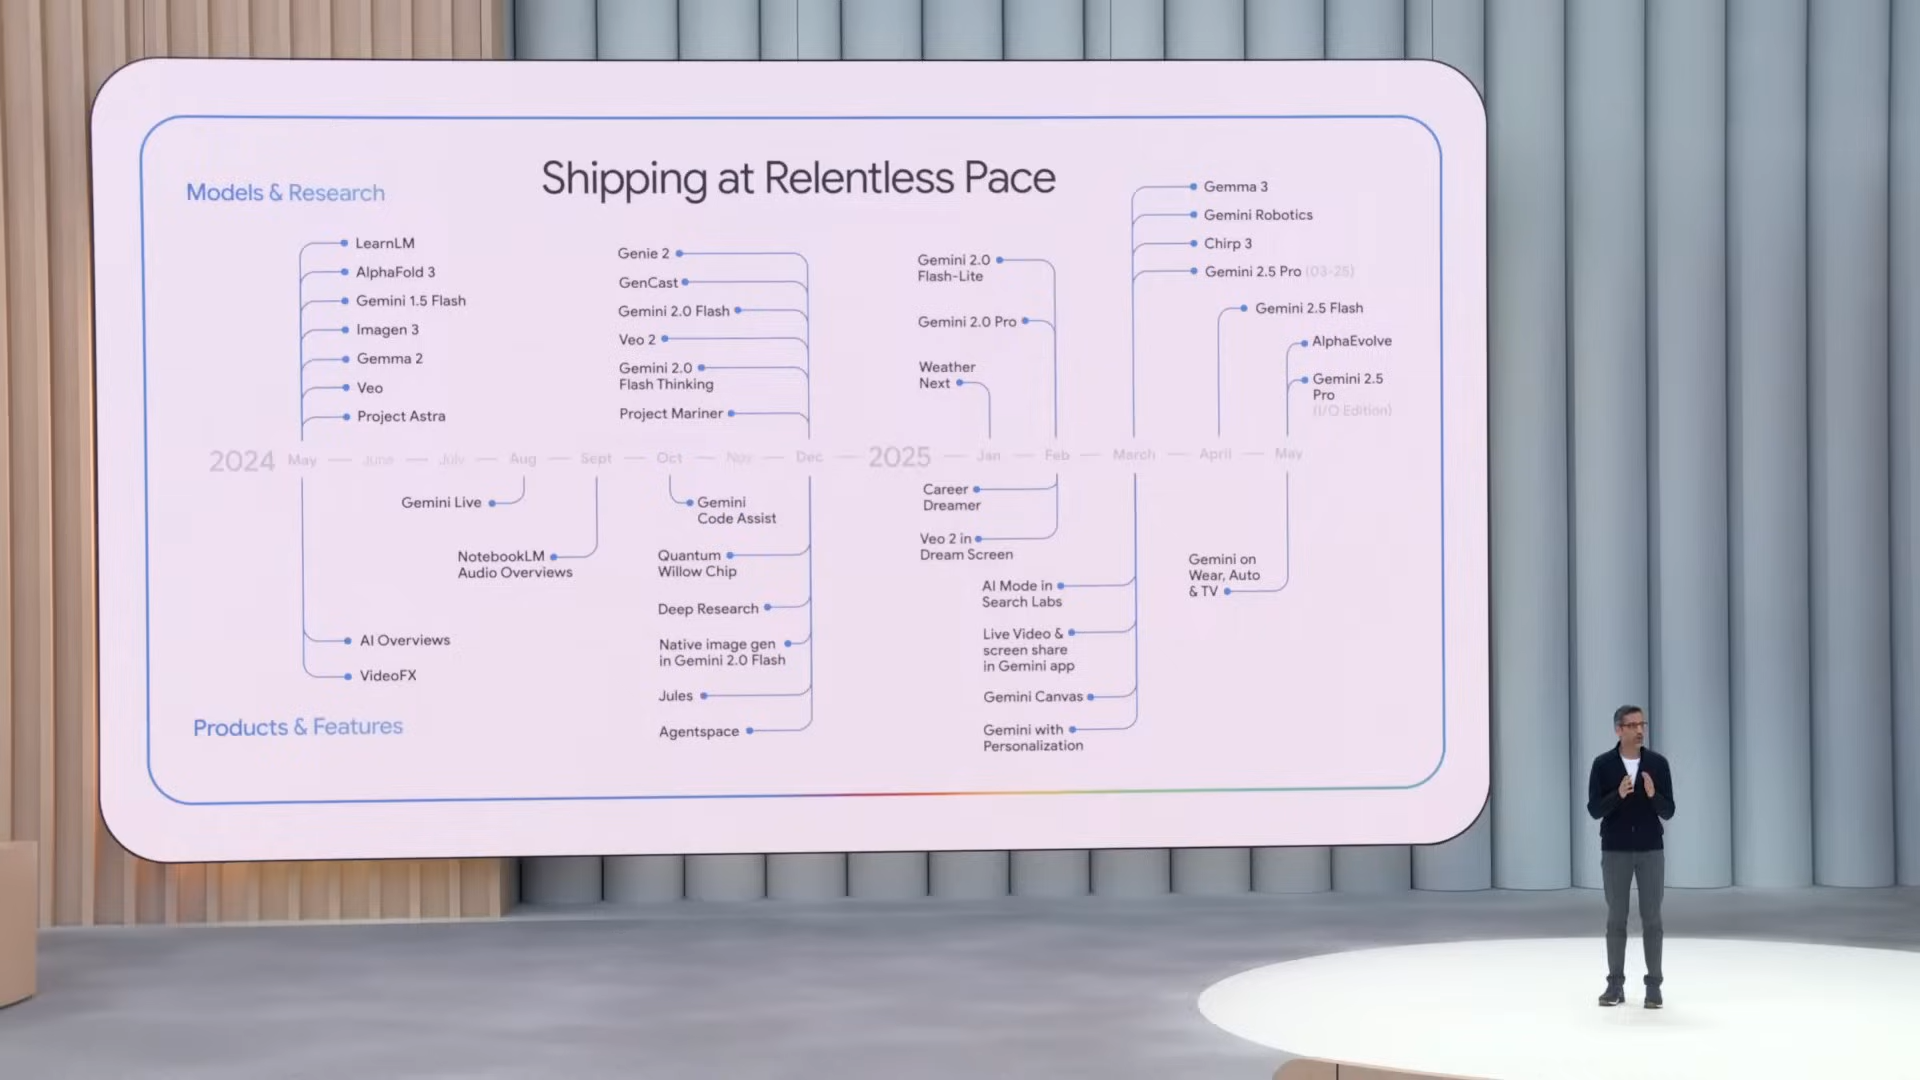 Shipping at Relentless Pace
Models & Research
LearnLM
AlphaFold 3
Gemini 1.5 Flash
Imagen 3
Gemma 2
Veo
Project Astra
Genie 2
GenCast
Gemini 2.0 Flash
Veo 2
Gemini 2.0
Flash Thinking
Project Mariner
Gemini 2.0
Flash-Lite
Gemini 2.0 Pro
Weather
Next
Gemma 3
Gemini Robotics
Chirp 3
Gemini 2.5 Pro (03-25)
Gemini 2.5 Flash
AlphaEvolve
Gemini 2.5
Pro
(I/O Edition)
2024 May June July Aug Sept Oct Nov Dec 2025 Jan Feb March April May
Gemini Live
NotebookLM
Audio Overviews
AI Overviews
VideoFX
Gemini
Code Assist
Quantum
Willow Chip
Deep Research
Native image gen
in Gemini 2.0 Flash
Jules
Agentspace
Career
Dreamer
Veo 2 in
Dream Screen
AI Mode in
Search Labs
Live Video &
screen share
in Gemini app
Gemini Canvas
Gemini with
Personalization
Gemini on
Wear, Auto
& TV
Products & Features